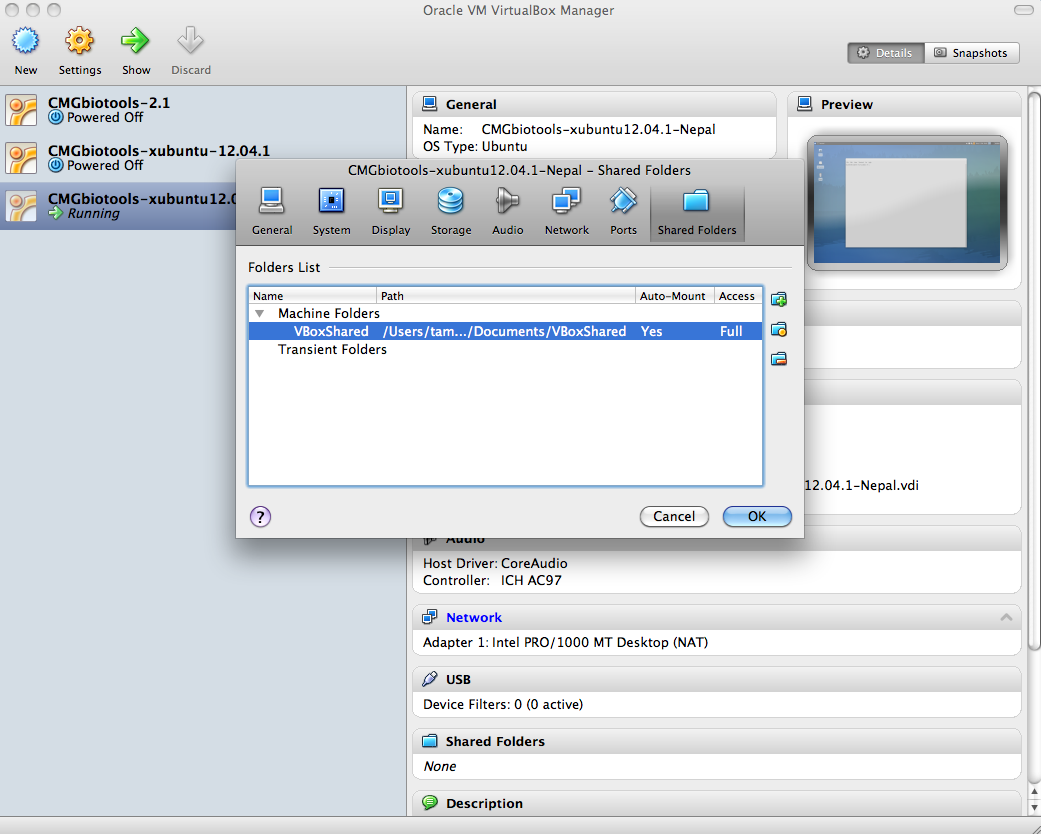 Oracle VM VirtualBox Manager
New Settings Show Discard
Details Snapshots
CMGbiotools-2.1
Powered Off
CMGbiotools-xubuntu-12.04.1
Powered Off
CMGbiotools-xubuntu12.0
Running
General
Name: CMGbiotools-xubuntu12.04.1-Nepal
OS Type: Ubuntu
Preview
CMGbiotools-xubuntu12.04.1-Nepal – Shared Folders
General System Display Storage Audio Network Ports Shared Folders
Folders List
Name Path Auto-Mount Access
Machine Folders
VBoxShared /Users/tam.../Documents/VBoxShared Yes Full
Transient Folders
? Cancel OK
12.04.1-Nepal.vdi
Audio
Host Driver: CoreAudio
Controller: ICH AC97
Network
Adapter 1: Intel PRO/1000 MT Desktop (NAT)
USB
Device Filters: 0 (0 active)
Shared Folders
None
Description